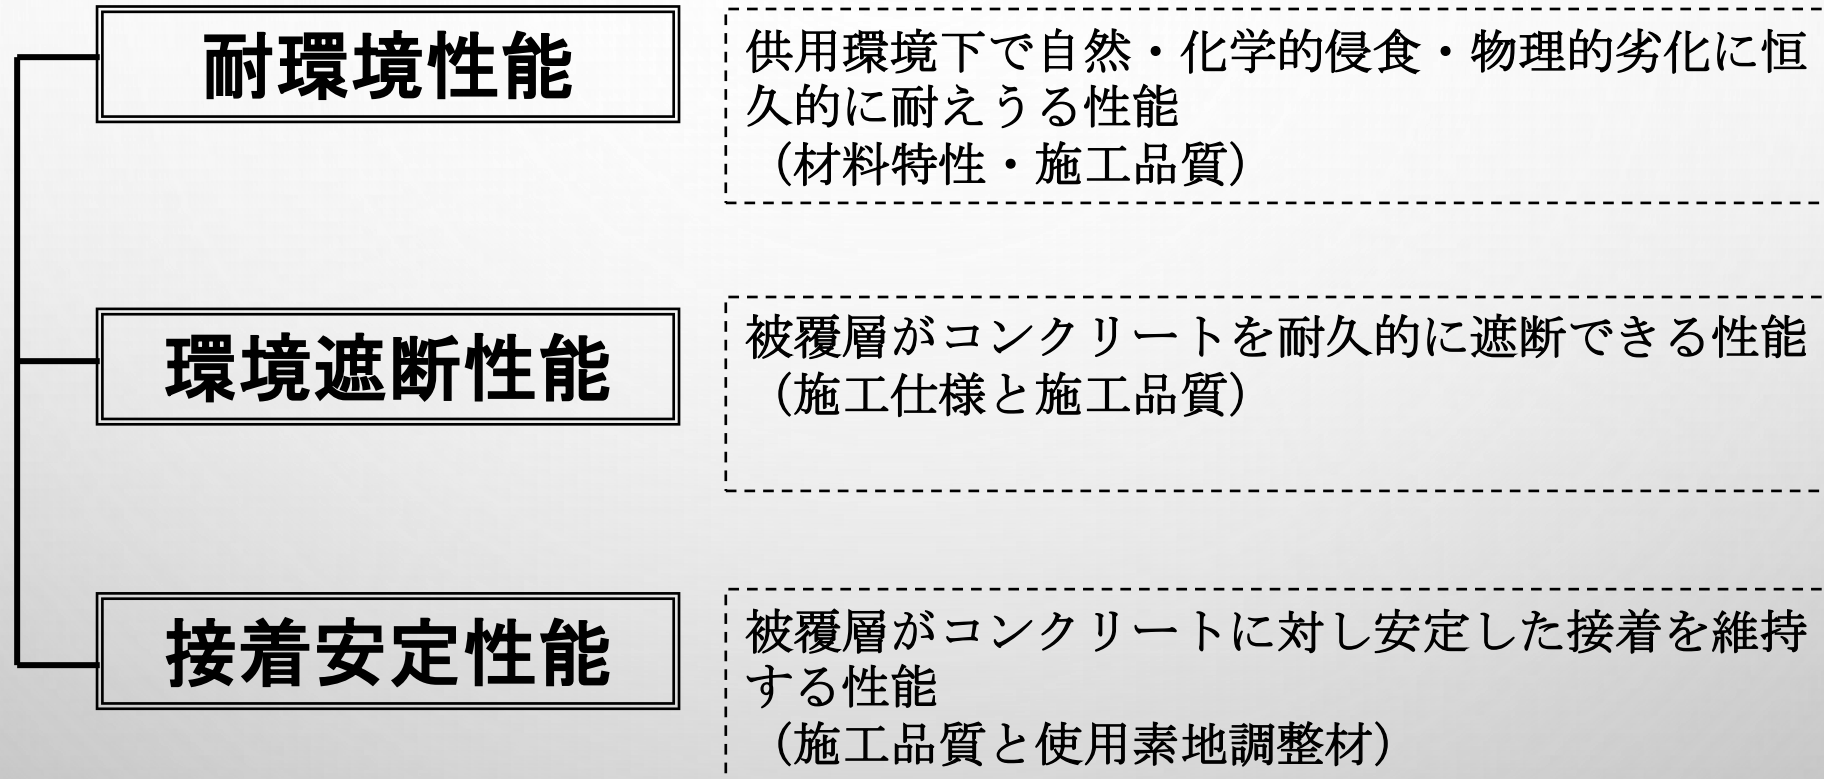 耐環境性能
供用環境下で自然・化学的侵食・物理的劣化に恒
久的に耐えうる性能
（材料特性・施工品質）
環境遮断性能
被覆層がコンクリートを耐久的に遮断できる性能
（施工仕様と施工品質）
接着安定性能
被覆層がコンクリートに対し安定した接着を維持
する性能
（施工品質と使用素地調整材）